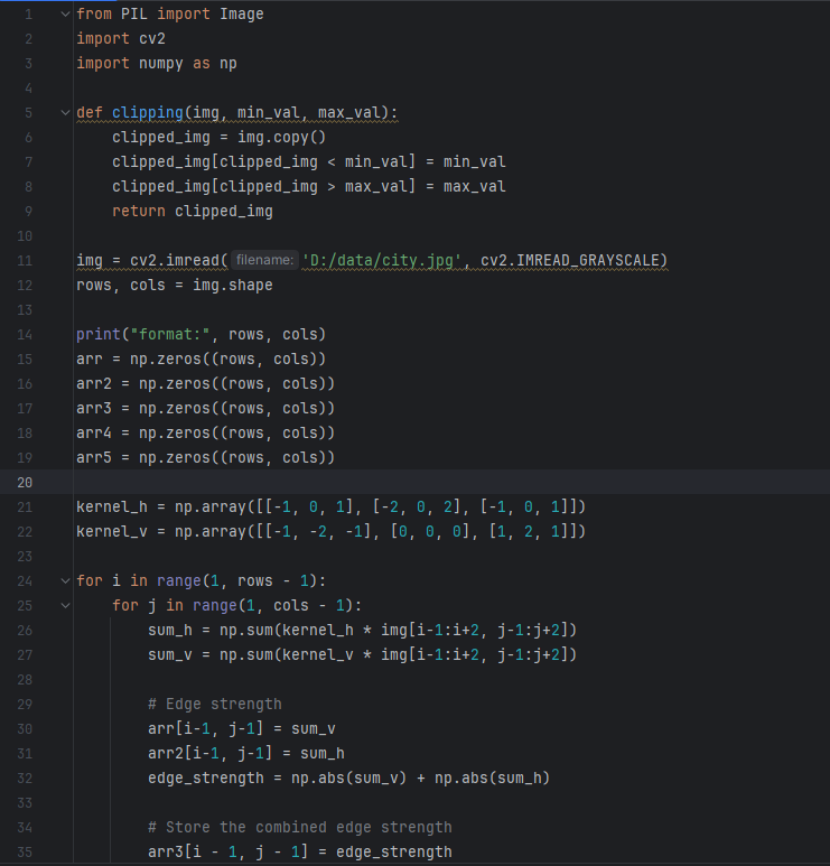 1 from PIL import Image
2 import cv2
3 import numpy as np
4
5 def clipping(img, min_val, max_val):
6     clipped_img = img.copy()
7     clipped_img[clipped_img < min_val] = min_val
8     clipped_img[clipped_img > max_val] = max_val
9     return clipped_img
10
11 img = cv2.imread( filename: 'D:/data/city.jpg', cv2.IMREAD_GRAYSCALE)
12 rows, cols = img.shape
13
14 print("format:", rows, cols)
15 arr = np.zeros((rows, cols))
16 arr2 = np.zeros((rows, cols))
17 arr3 = np.zeros((rows, cols))
18 arr4 = np.zeros((rows, cols))
19 arr5 = np.zeros((rows, cols))
20
21 kernel_h = np.array([[-1, 0, 1], [-2, 0, 2], [-1, 0, 1]])
22 kernel_v = np.array([[-1, -2, -1], [0, 0, 0], [1, 2, 1]])
23
24 for i in range(1, rows - 1):
25     for j in range(1, cols - 1):
26         sum_h = np.sum(kernel_h * img[i-1:i+2, j-1:j+2])
27         sum_v = np.sum(kernel_v * img[i-1:i+2, j-1:j+2])
28
29         # Edge strength
30         arr[i-1, j-1] = sum_v
31         arr2[i-1, j-1] = sum_h
32         edge_strength = np.abs(sum_v) + np.abs(sum_h)
33
34         # Store the combined edge strength
35         arr3[i - 1, j - 1] = edge_strength